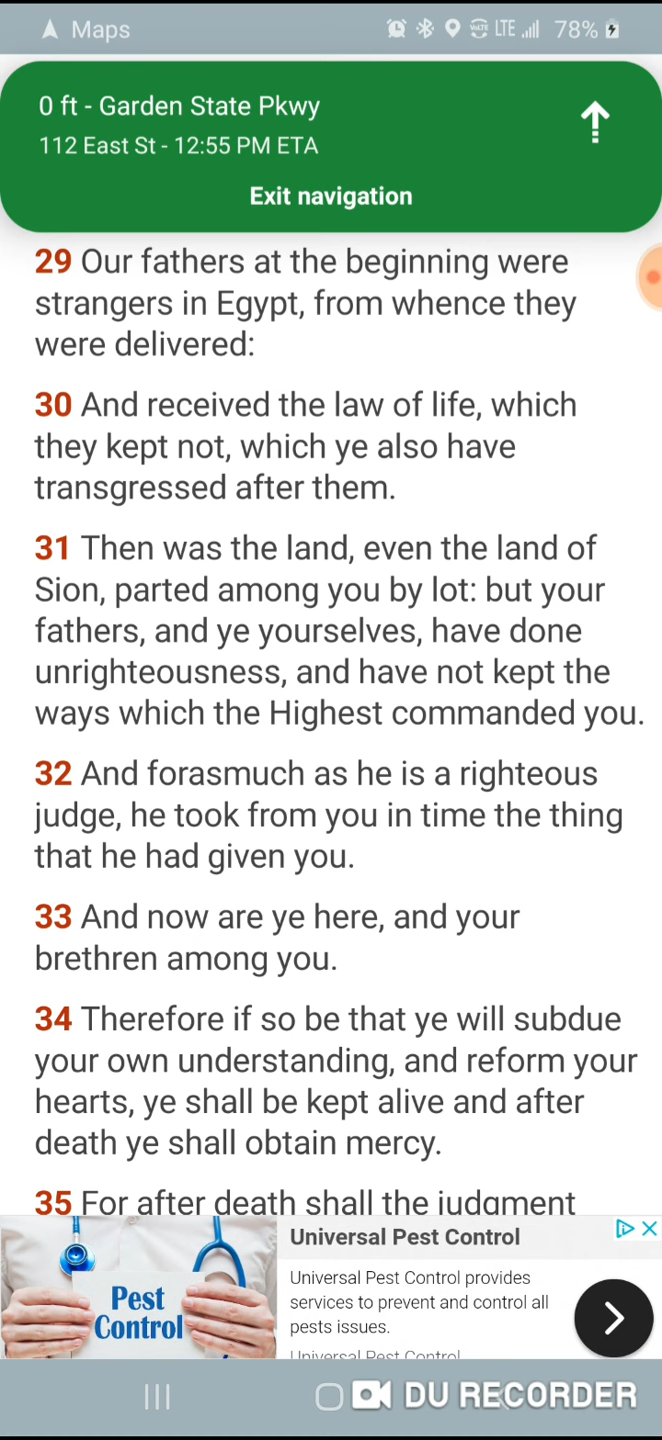 Maps
VoLTE LTE 78%
0 ft - Garden State Pkwy
112 East St - 12:55 PM ETA
Exit navigation
29 Our fathers at the beginning were
strangers in Egypt, from whence they
were delivered:
30 And received the law of life, which
they kept not, which ye also have
transgressed after them.
31 Then was the land, even the land of
Sion, parted among you by lot: but your
fathers, and ye yourselves, have done
unrighteousness, and have not kept the
ways which the Highest commanded you.
32 And forasmuch as he is a righteous
judge, he took from you in time the thing
that he had given you.
33 And now are ye here, and your
brethren among you.
34 Therefore if so be that ye will subdue
your own understanding, and reform your
hearts, ye shall be kept alive and after
death ye shall obtain mercy.
35 For after death shall the judgment
Pest
Control
Universal Pest Control
Universal Pest Control provides
services to prevent and control all
pests issues.
Universal Pest Control
DU RECORDER